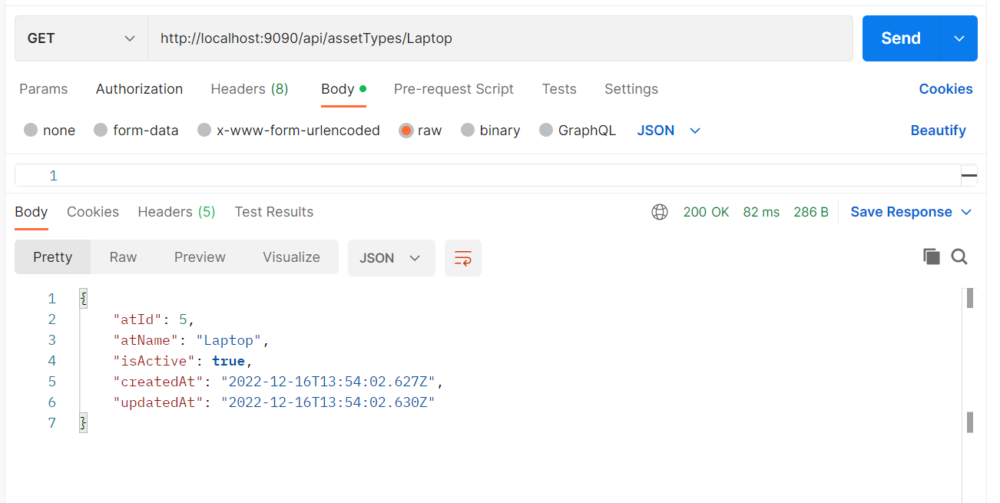 GET http://localhost:9090/api/assetTypes/Laptop Send
Params Authorization Headers (8) Body Pre-request Script Tests Settings Cookies
none form-data x-www-form-urlencoded raw binary GraphQL JSON Beautify
1
Body Cookies Headers (5) Test Results 200 OK 82 ms 286 B Save Response
Pretty Raw Preview Visualize JSON
1 {
2 "atId": 5,
3 "atName": "Laptop",
4 "isActive": true,
5 "createdAt": "2022-12-16T13:54:02.627Z",
6 "updatedAt": "2022-12-16T13:54:02.630Z"
7 }